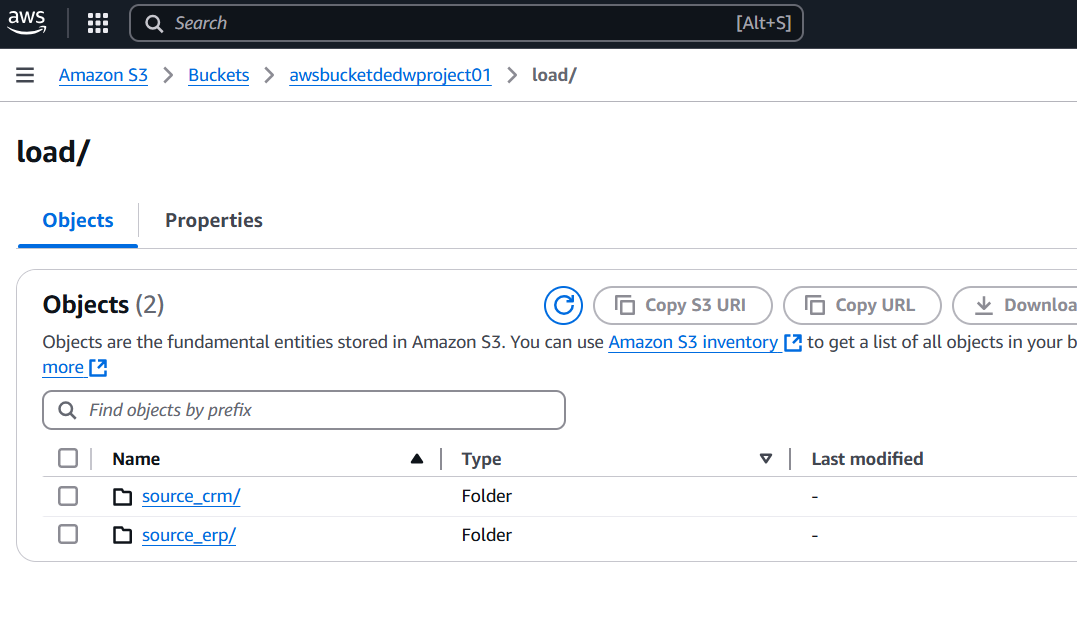 aws Search [Alt+S]
Amazon S3 Buckets awsbucketdedwproject01 load/
load/
Objects Properties
Objects (2) Copy S3 URI Copy URL Downloa
Objects are the fundamental entities stored in Amazon S3. You can use Amazon S3 inventory to get a list of all objects in your b
more
Find objects by prefix
Name Type Last modified
source_crm/ Folder -
source_erp/ Folder -